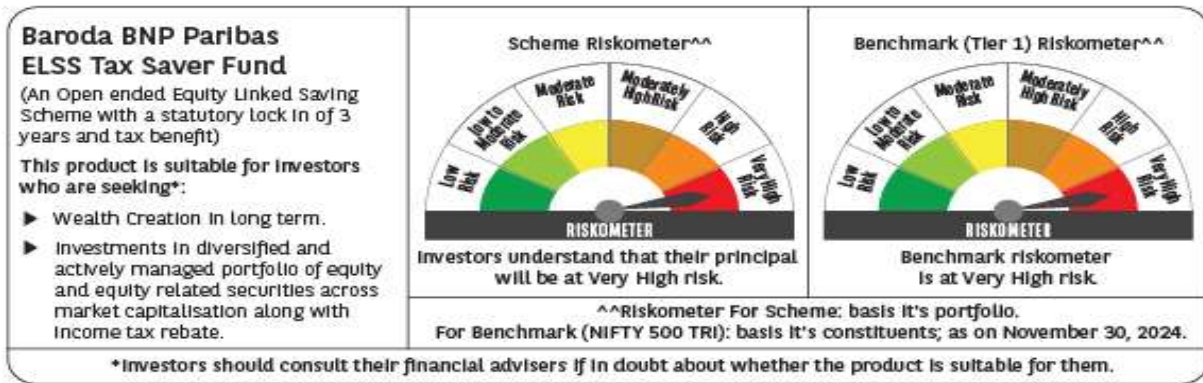 Baroda BNP Paribas
ELSS Tax Saver Fund
(An Open ended Equity Linked Saving
Scheme with a statutory lock in of 3
years and tax benefit)
This product is suitable for investors
who are seeking*:
▶ Wealth Creation in long term.
▶ Investments in diversified and
actively managed portfolio of equity
and equity related securities across
market capitalisation along with
income tax rebate.
Scheme Riskometer^^
Low
Risk
Low to
Moderate
Risk
Moderate
Risk
Moderately
High Risk
High
Risk
Very High
Risk
RISKOMETER
Investors understand that their principal
will be at Very High risk.
Benchmark (Tier 1) Riskometer^^
Low
Risk
Low to
Moderate
Risk
Moderate
Risk
Moderately
High Risk
High
Risk
Very High
Risk
RISKOMETER
Benchmark riskometer
is at Very High risk.
^^Riskometer For Scheme: basis it's portfolio.
For Benchmark (NIFTY 500 TRI): basis it's constituents; as on November 30, 2024.
*Investors should consult their financial advisers if in doubt about whether the product is suitable for them.